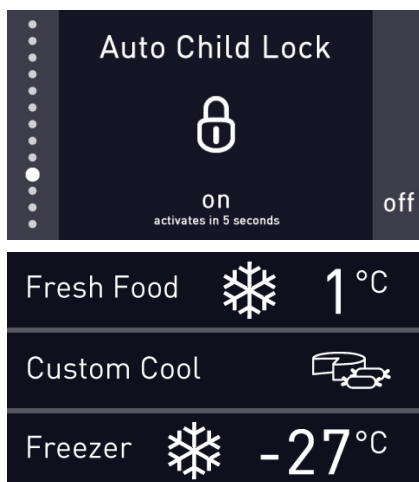 Auto Child Lock
on
off
activates in 5 seconds
Fresh Food 1°C
Custom Cool
Freezer -27°C